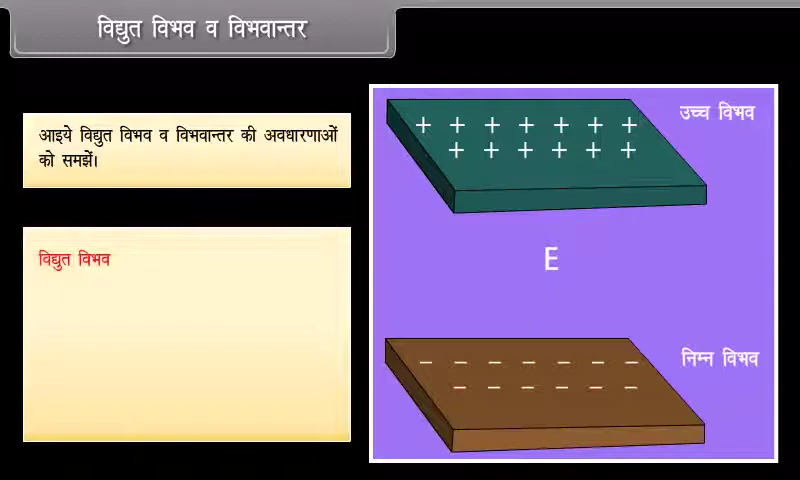 विद्युत विभव व विभवान्तर
आइये विद्युत विभव व विभवान्तर की अवधारणाओं
को समझें।
विद्युत विभव
उच्च विभव
+ + + + + + +
+ + + + + +
E
निम्न विभव
− − − − − − −
− − − − − −